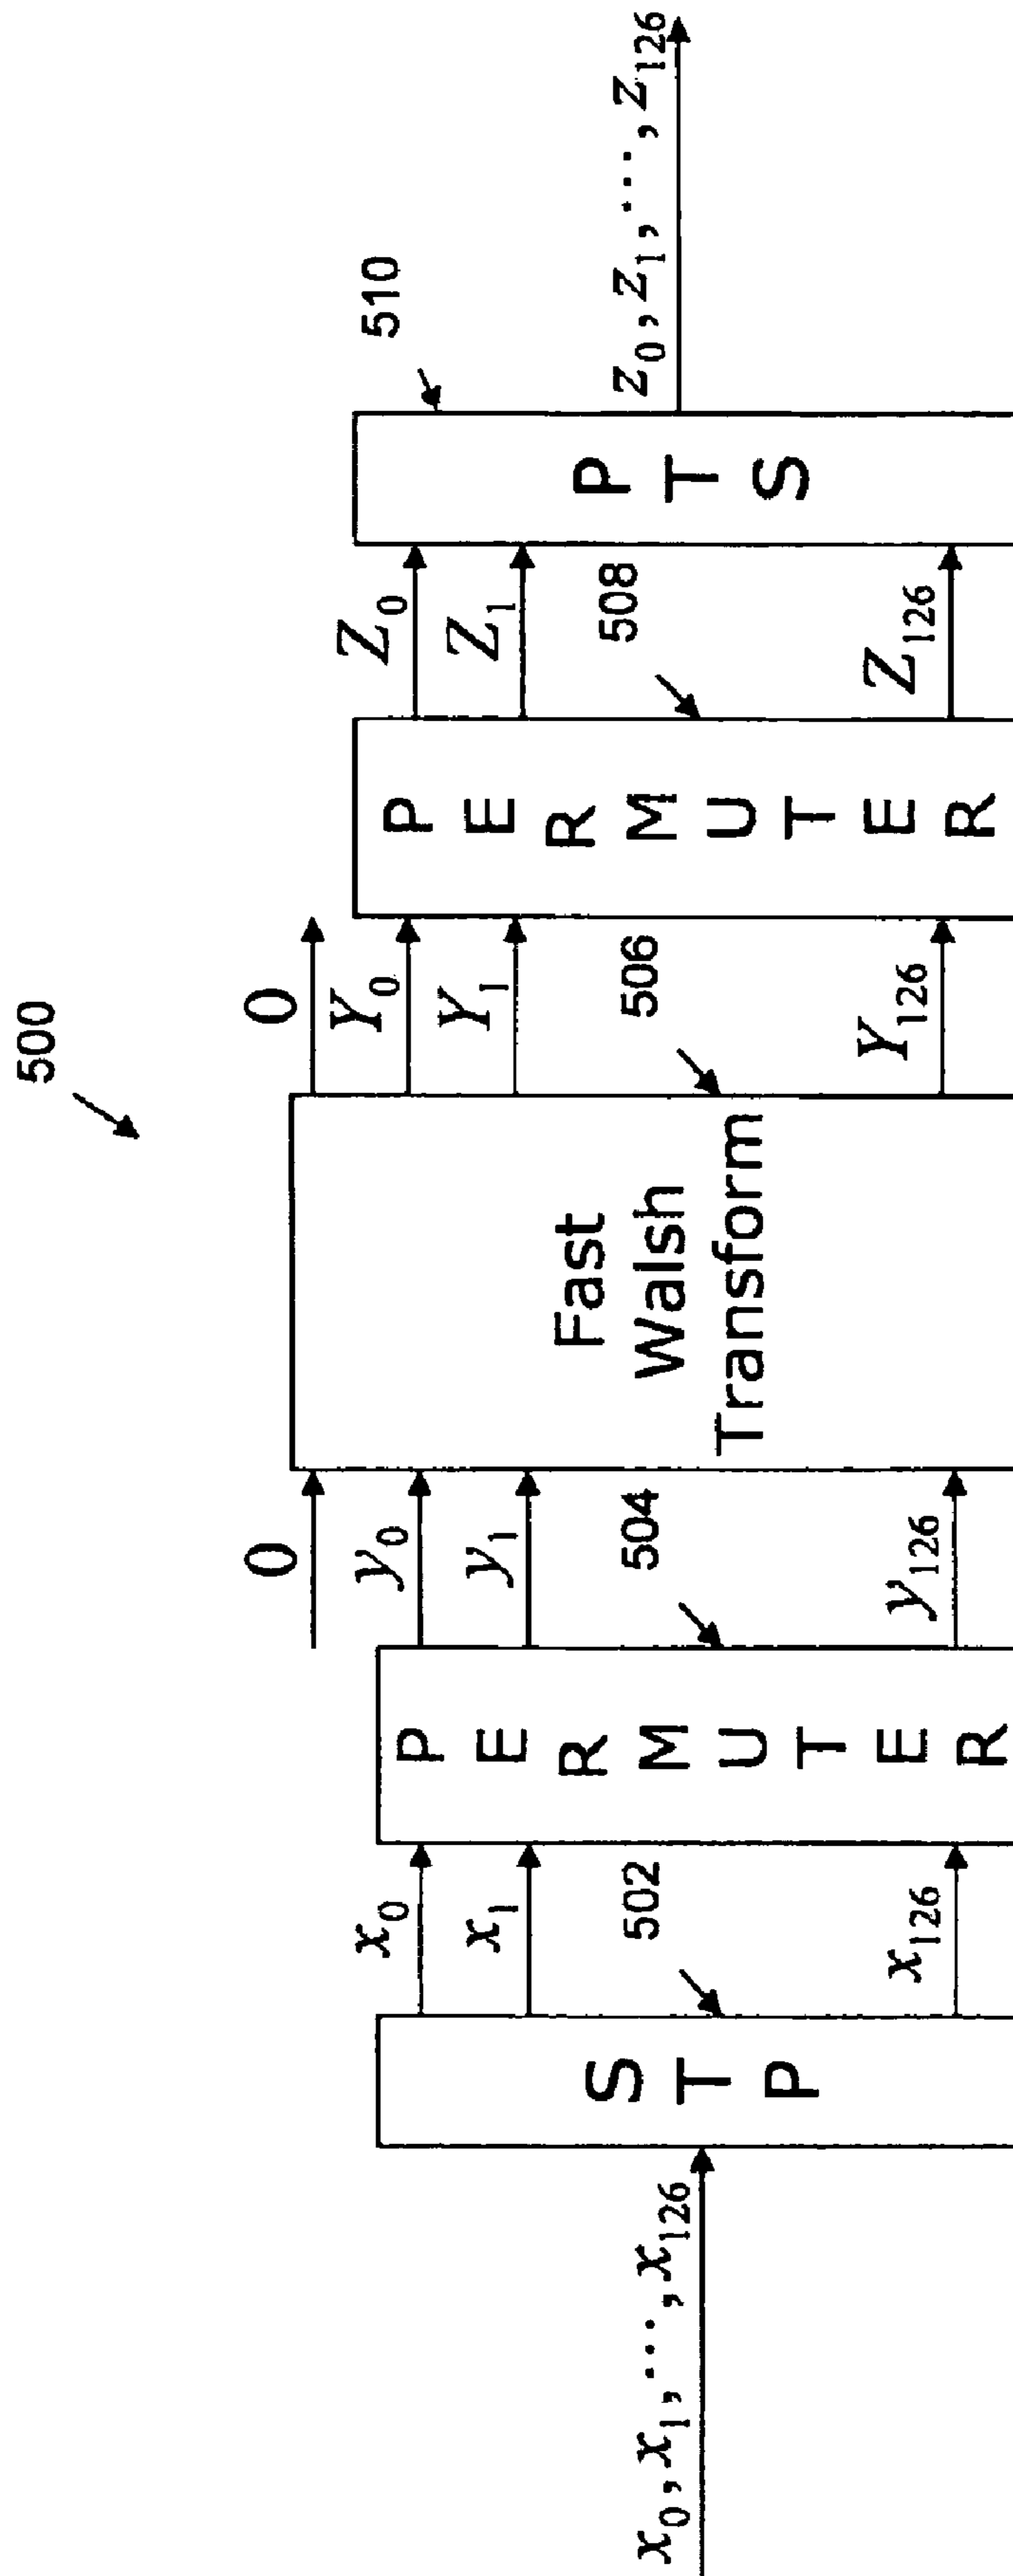 500
x₀, x₁, ···, x₁₂₆
STP
502
x₀
x₁
x₁₂₆
PERMUTER
504
0
y₀
y₁
y₁₂₆
Fast
Walsh
Transform
506
0
Y₀
Y₁
Y₁₂₆
PERMUTER
508
Z₀
Z₁
Z₁₂₆
PTS
510
Z₀, Z₁, ···, Z₁₂₆